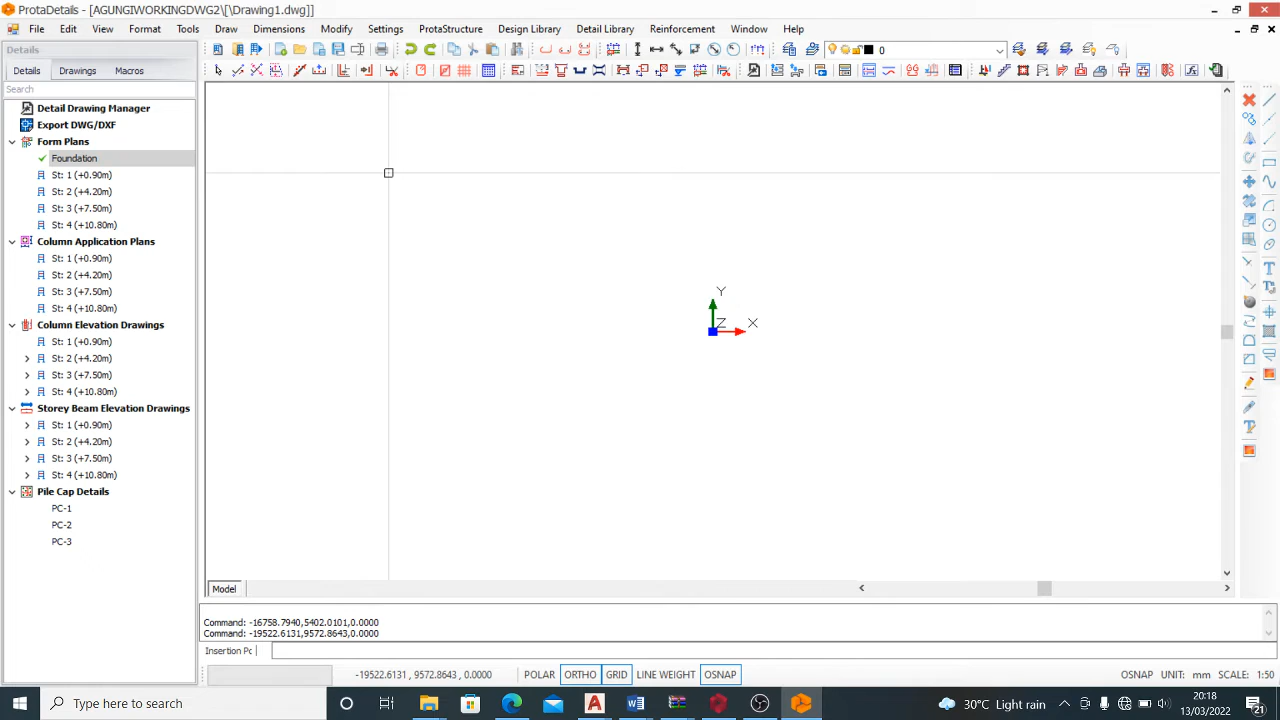 ProtaDetails - [AGUNGIWORKINGDWG2\[\Drawing1.dwg]]
File Edit View Format Tools Draw Dimensions Modify Settings ProtaStructure Design Library Detail Library Reinforcement Window Help
Details
Details Drawings Macros
0
Search
Detail Drawing Manager
Export DWG/DXF
Form Plans
Foundation
St: 1 (+0.90m)
St: 2 (+4.20m)
St: 3 (+7.50m)
St: 4 (+10.80m)
Column Application Plans
St: 1 (+0.90m)
St: 2 (+4.20m)
St: 3 (+7.50m)
St: 4 (+10.80m)
Column Elevation Drawings
St: 1 (+0.90m)
St: 2 (+4.20m)
St: 3 (+7.50m)
St: 4 (+10.80m)
Storey Beam Elevation Drawings
St: 1 (+0.90m)
St: 2 (+4.20m)
St: 3 (+7.50m)
St: 4 (+10.80m)
Pile Cap Details
PC-1
PC-2
PC-3
Y
Z X
Model
Command: -16758.7940,5402.0101,0.0000
Command: -19522.6131,9572.8643,0.0000
Insertion Pc
-19522.6131 , 9572.8643 , 0.0000 POLAR ORTHO GRID LINE WEIGHT OSNAP OSNAP UNIT: mm SCALE: 1:50
Type here to search
30°C Light rain
20:18
13/03/2022
21